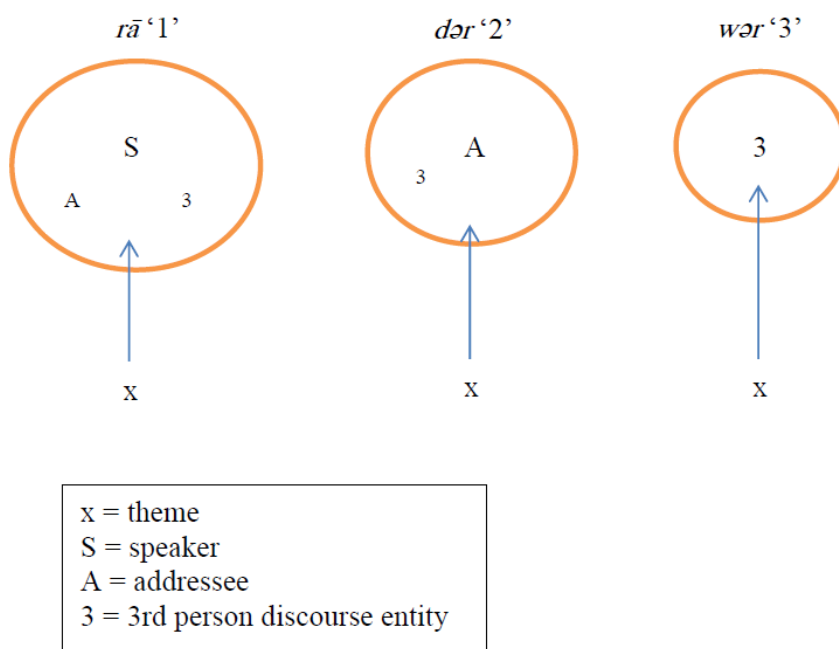 rā ‘1’ dər ‘2’ wər ‘3’
S A 3
A 3 3
x x x
x = theme
S = speaker
A = addressee
3 = 3rd person discourse entity